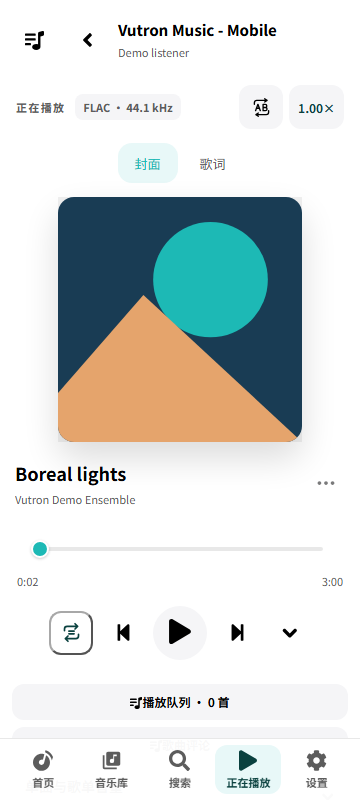 Vutron Music - Mobile
Demo listener
正在播放
FLAC • 44.1 kHz
AB
1.00×
封面
歌词
Boreal lights
Vutron Demo Ensemble
0:02
3:00
播放队列 • 0 首
首页
音乐库
搜索
正在播放
设置